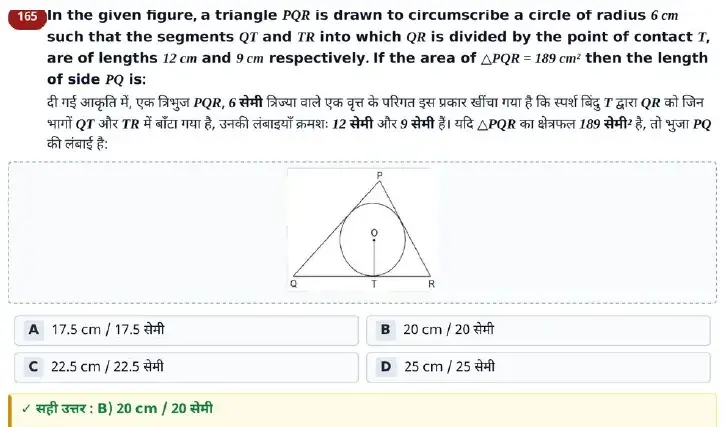 165 In the given figure, a triangle PQR is drawn to circumscribe a circle of radius 6 cm
such that the segments QT and TR into which QR is divided by the point of contact T,
are of lengths 12 cm and 9 cm respectively. If the area of △PQR = 189 cm² then the length
of side PQ is:
दी गई आकृति में, एक त्रिभुज PQR, 6 सेमी त्रिज्या वाले एक वृत्त के परिगत इस प्रकार खींचा गया है कि स्पर्श बिंदु T द्वारा QR को जिन
भागों QT और TR में बाँटा गया है, उनकी लंबाइयाँ क्रमशः 12 सेमी और 9 सेमी हैं। यदि △PQR का क्षेत्रफल 189 सेमी² है, तो भुजा PQ
की लंबाई है:
P
O
Q T R
A 17.5 cm / 17.5 सेमी
B 20 cm / 20 सेमी
C 22.5 cm / 22.5 सेमी
D 25 cm / 25 सेमी
✓ सही उत्तर : B) 20 cm / 20 सेमी